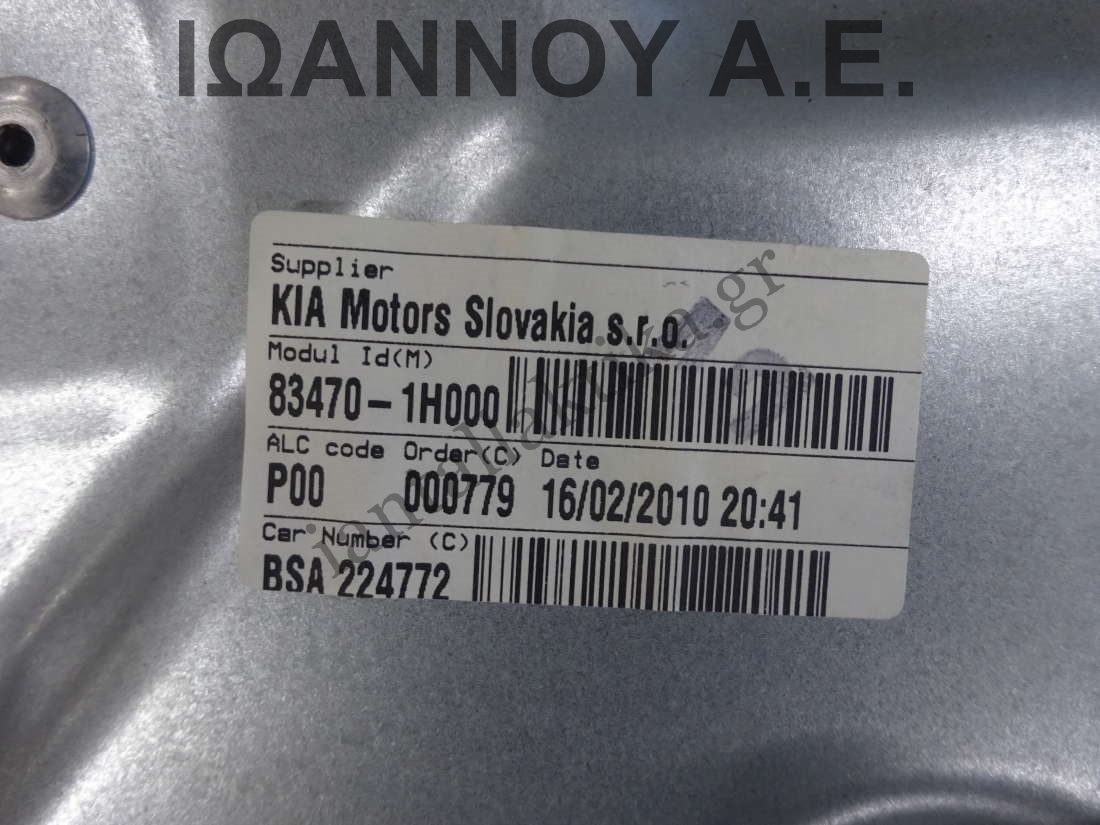 ΙΩΑΝΝΟΥ Α.Ε.
Supplier
KIA Motors Slovakia s.r.o.
Modul Id(M)
83470-1H000
ALC code Order(C) Date
P00 000779 16/02/2010 20:41
Car Number (C)
BSA 224772